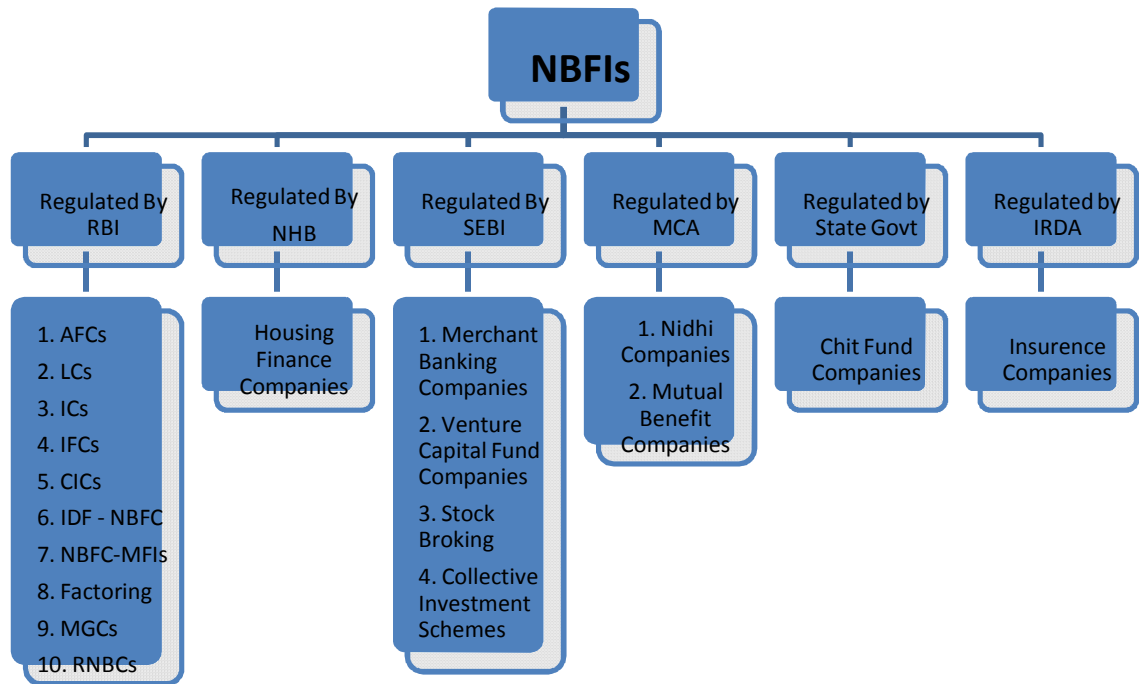 NBFIs
Regulated By
RBI
Regulated By
NHB
Regulated By
SEBI
Regulated by
MCA
Regulated by
State Govt
Regulated by
IRDA
1. AFCs
2. LCs
3. ICs
4. IFCs
5. CICs
6. IDF - NBFC
7. NBFC-MFIs
8. Factoring
9. MGCs
10. RNBCs
Housing
Finance
Companies
1. Merchant
Banking
Companies
2. Venture
Capital Fund
Companies
3. Stock
Broking
4. Collective
Investment
Schemes
1. Nidhi
Companies
2. Mutual
Benefit
Companies
Chit Fund
Companies
Insurence
Companies